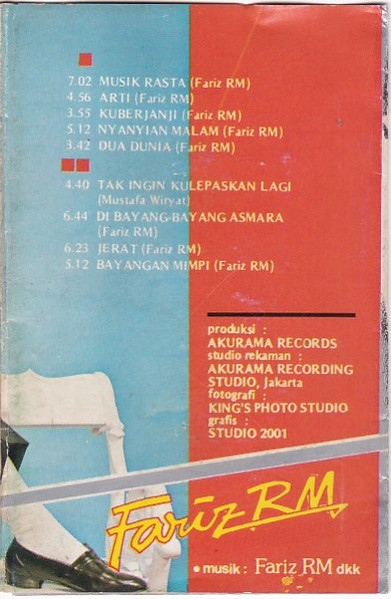 7.02 MUSIK RASTA (Fariz RM)
4.56 ARTI (Fariz RM)
3.55 KUBERJANJI (Fariz RM)
5.12 NYANYIAN MALAM (Fariz RM)
3.42 DUA DUNIA (Fariz RM)
4.40 TAK INGIN KULEPASKAN LAGI
(Mustafa Wiryat)
6.44 DI BAYANG-BAYANG ASMARA
(Fariz RM)
6.23 JERAT (Fariz RM)
5.12 BAYANGAN MIMPI (Fariz RM)
produksi :
AKURAMA RECORDS
studio rekaman :
AKURAMA RECORDING
STUDIO, Jakarta
fotografi :
KING'S PHOTO STUDIO
grafis :
STUDIO 2001
Fariz RM
• musik : Fariz RM dkk